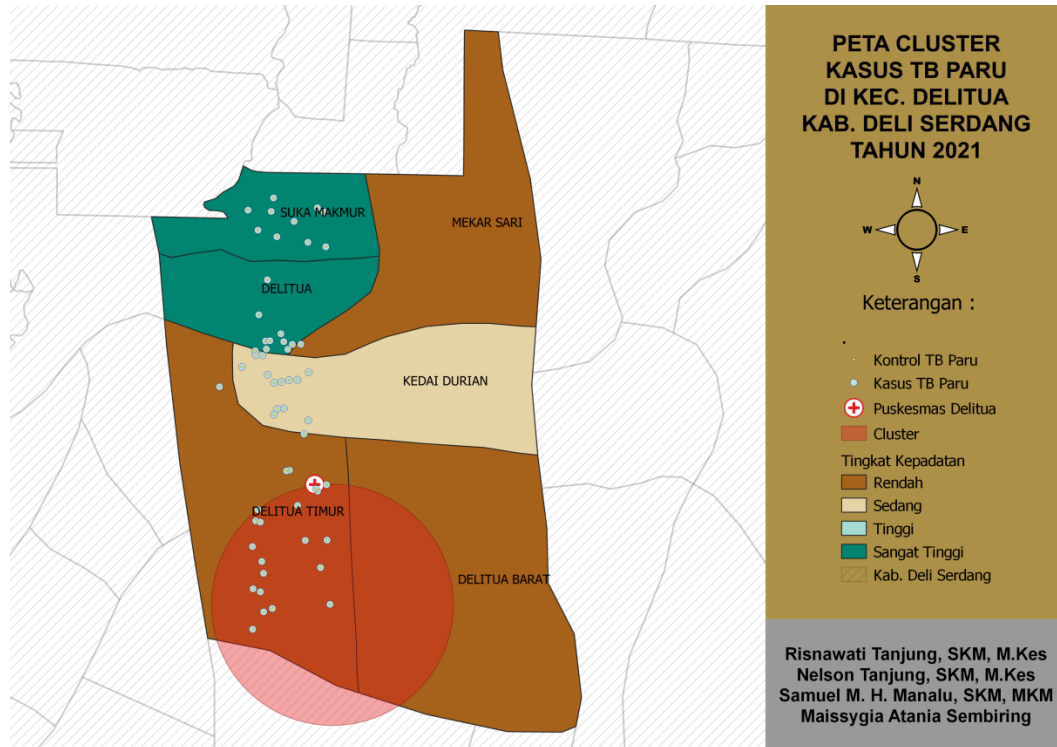 PETA CLUSTER
KASUS TB PARU
DI KEC. DELITUA
KAB. DELI SERDANG
TAHUN 2021
N
W
E
S
Keterangan :
Kontrol TB Paru
Kasus TB Paru
Puskesmas Delitua
Cluster
Tingkat Kepadatan
Rendah
Sedang
Tinggi
Sangat Tinggi
Kab. Deli Serdang
Risnawati Tanjung, SKM, M.Kes
Nelson Tanjung, SKM, M.Kes
Samuel M. H. Manalu, SKM, MKM
Maissygia Atania Sembiring
SUKA MAKMUR
MEKAR SARI
DELITUA
KEDAI DURIAN
DELITUA TIMUR
DELITUA BARAT